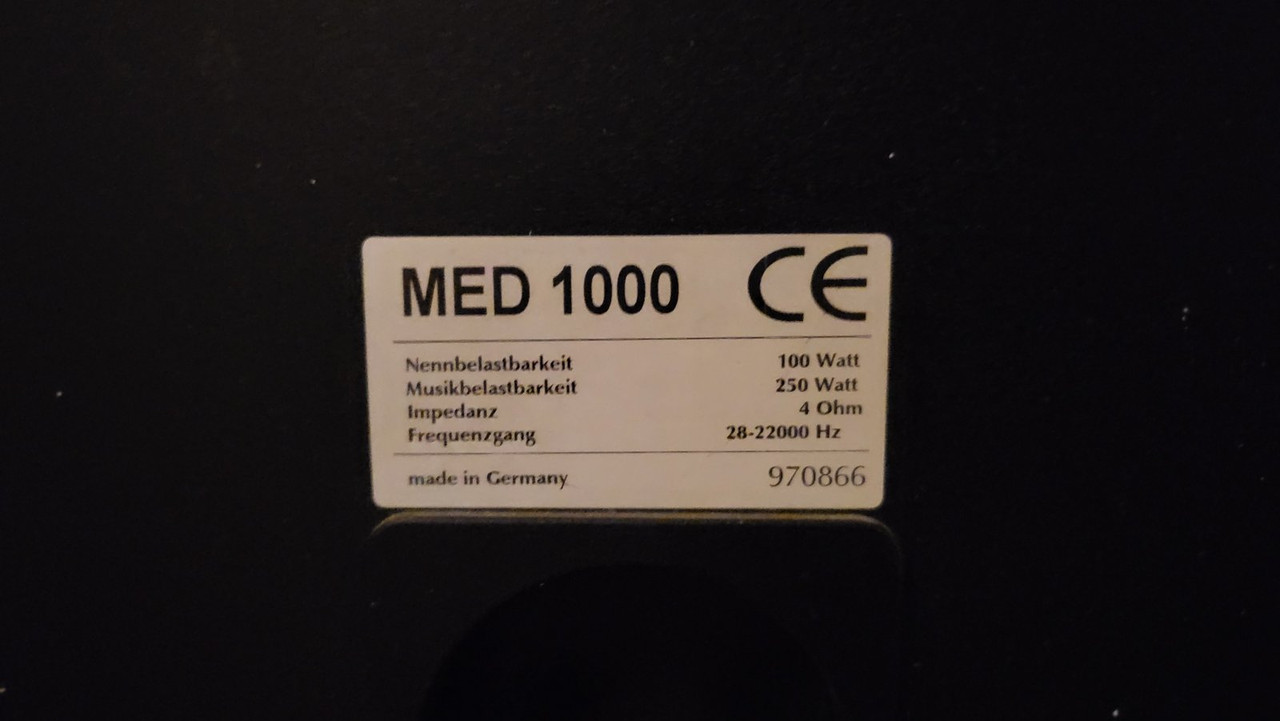 MED 1000 CE
Nennbelastbarkeit 100 Watt
Musikbelastbarkeit 250 Watt
Impedanz 4 Ohm
Frequenzgang 28-22000 Hz
made in Germany 970866